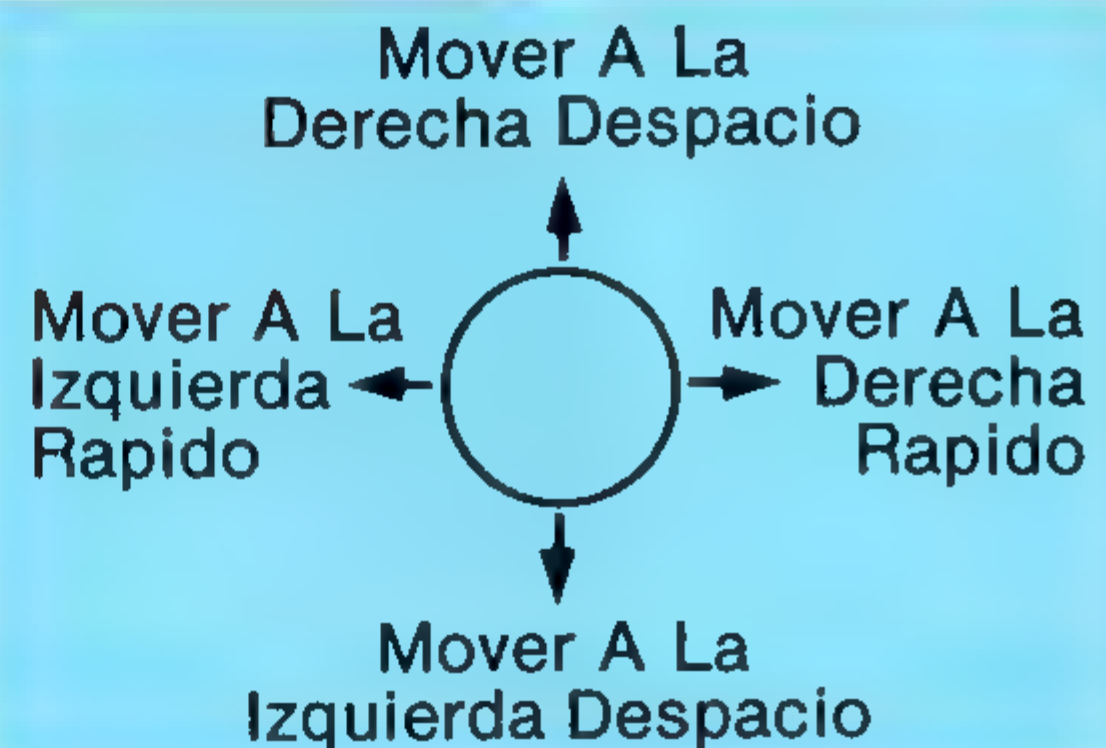 Mover A La
Derecha Despacio
Mover A La
Izquierda
Rapido
Mover A La
Derecha
Rapido
Mover A La
Izquierda Despacio